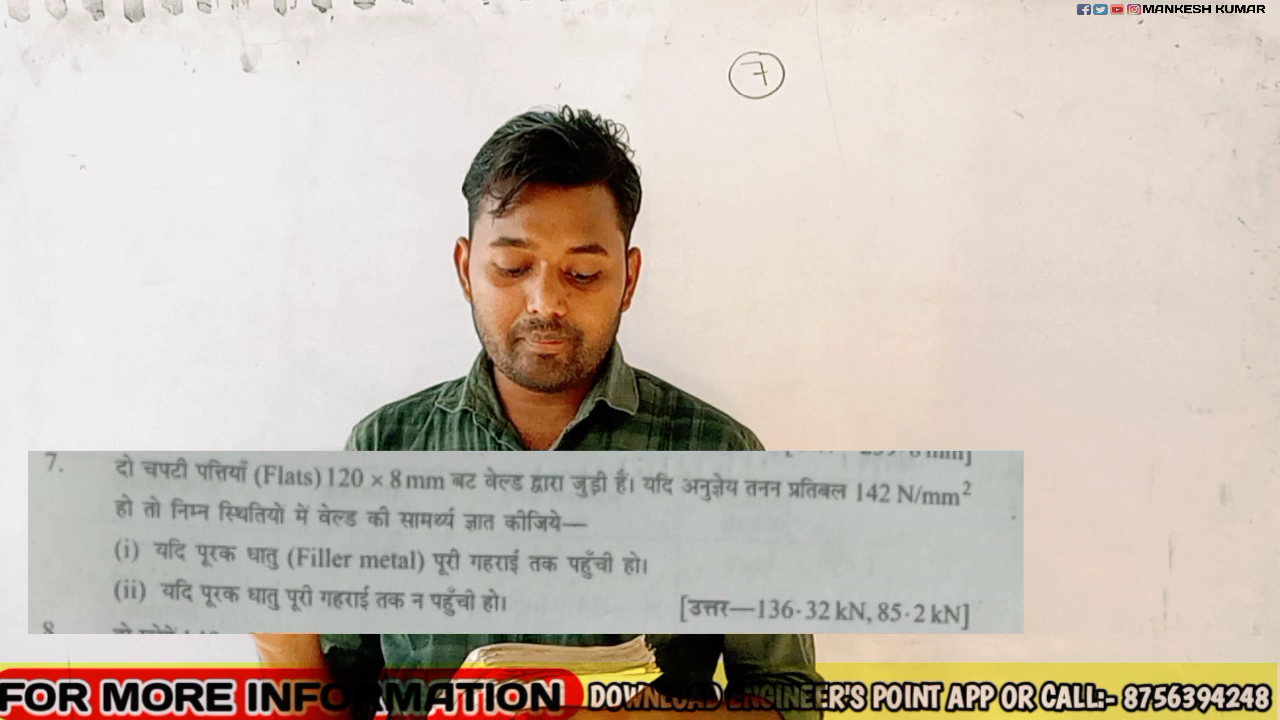 MANKESH KUMAR
7
7. दो चपटी पत्तियाँ (Flats) 120 × 8 mm बट वेल्ड द्वारा जुड़ी हैं। यदि अनुज्ञेय तनन प्रतिबल 142 N/mm²
हो तो निम्न स्थितियों में वेल्ड की सामर्थ्य ज्ञात कीजिये—
(i) यदि पूरक धातु (Filler metal) पूरी गहराई तक पहुँची हो।
(ii) यदि पूरक धातु पूरी गहराई तक न पहुँची हो।
[उत्तर—136·32 kN, 85·2 kN]
8
FOR MORE INFORMATION DOWNLOAD ENGINEER'S POINT APP OR CALL:- 8756394248